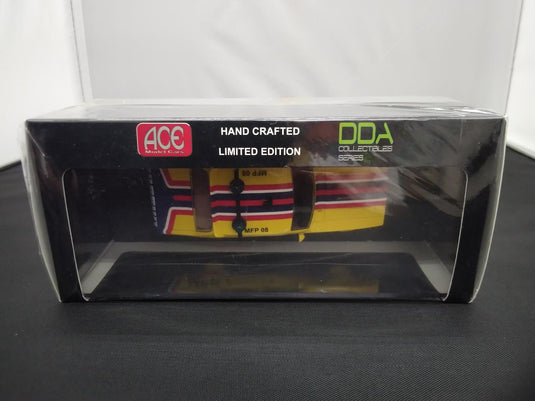 ACE
Model Cars
HAND CRAFTED
LIMITED EDITION
DDA
COLLECTIBLES
SERIES
MFP 08
MFP 08